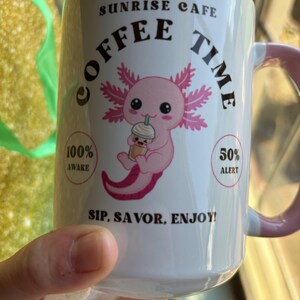 SUNRISE CAFE
COFFEE TIME
100%
AWAKE
50%
ALERT
SIP, SAVOR, ENJOY!